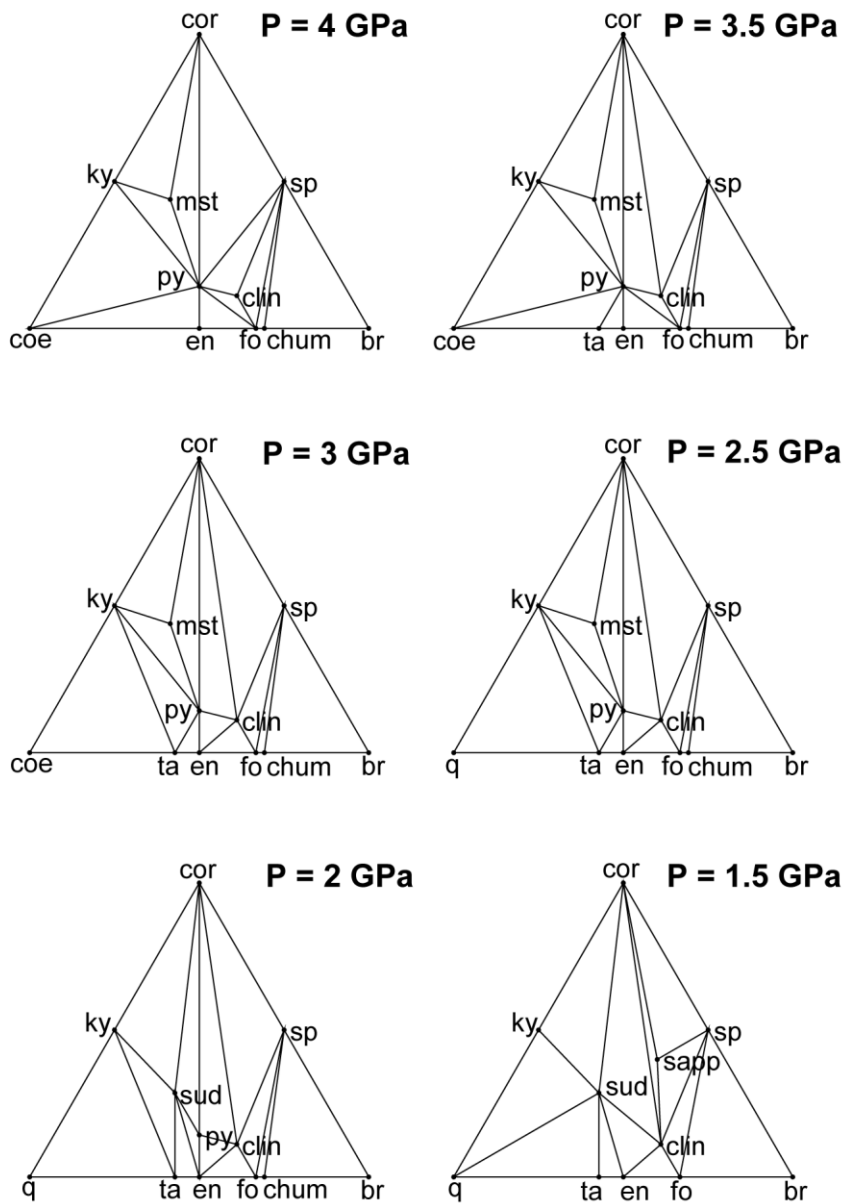 cor P = 4 GPa
ky sp
mst
py
clin
coe en fo chum br
cor P = 3.5 GPa
ky sp
mst
py
clin
coe ta en fo chum br
cor P = 3 GPa
ky sp
mst
py
clin
coe ta en fo chum br
cor P = 2.5 GPa
ky sp
mst
py
clin
q ta en fo chum br
cor P = 2 GPa
ky sp
sud
py
clin
q ta en fo chum br
cor P = 1.5 GPa
ky sp
sapp
sud
clin
q ta en fo br